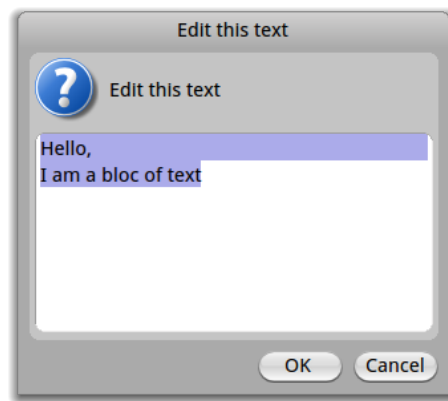 Edit this text
Edit this text
Hello,
I am a bloc of text
OK
Cancel